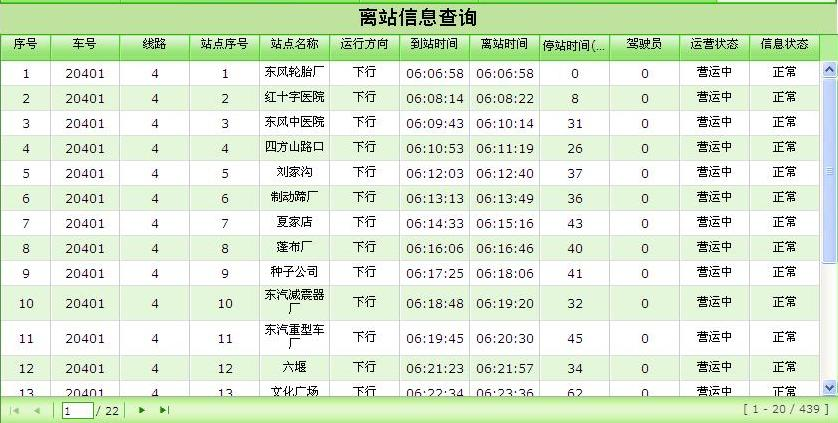 离站信息查询
序号 车号 线路 站点序号 站点名称 运行方向 到站时间 离站时间 停站时间(... 驾驶员 运营状态 信息状态
1 20401 4 1 东风轮胎厂 下行 06:06:58 06:06:58 0 0 营运中 正常
2 20401 4 2 红十字医院 下行 06:08:14 06:08:22 8 0 营运中 正常
3 20401 4 3 东风中医院 下行 06:09:43 06:10:14 31 0 营运中 正常
4 20401 4 4 四方山路口 下行 06:10:53 06:11:19 26 0 营运中 正常
5 20401 4 5 刘家沟 下行 06:12:03 06:12:40 37 0 营运中 正常
6 20401 4 6 制动蹄厂 下行 06:13:13 06:13:49 36 0 营运中 正常
7 20401 4 7 夏家店 下行 06:14:33 06:15:16 43 0 营运中 正常
8 20401 4 8 蓬布厂 下行 06:16:06 06:16:46 40 0 营运中 正常
9 20401 4 9 种子公司 下行 06:17:25 06:18:06 41 0 营运中 正常
10 20401 4 10 东汽减震器厂 下行 06:18:48 06:19:20 32 0 营运中 正常
11 20401 4 11 东汽重型车厂 下行 06:19:45 06:20:30 45 0 营运中 正常
12 20401 4 12 六堰 下行 06:21:23 06:21:57 34 0 营运中 正常
13 20401 4 13 文化广场 下行 06:22:34 06:23:36 62 0 营运中 正常
1 / 22 [ 1 - 20 / 439 ]